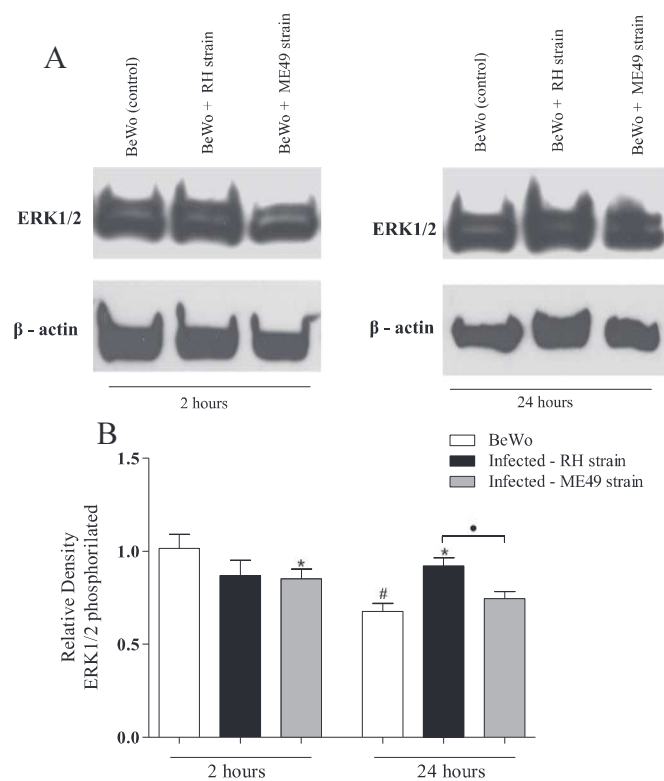 A
BeWo (control)
BeWo + RH strain
BeWo + ME49 strain
BeWo (control)
BeWo + RH strain
BeWo + ME49 strain
ERK1/2
ERK1/2
β - actin
β - actin
2 hours
24 hours
B
BeWo
Infected - RH strain
Infected - ME49 strain
Relative Density
ERK1/2 phosphorilated
1.5
1.0
0.5
0.0
*
#
*
•
2 hours
24 hours